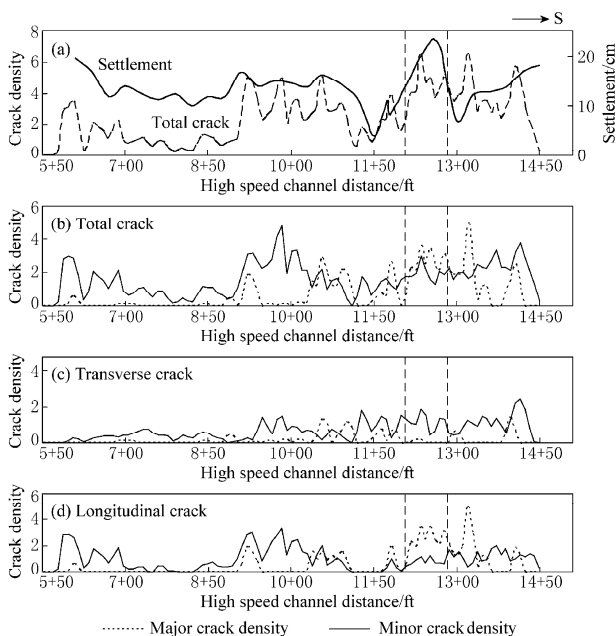 S
(a)
Settlement
Total crack
Crack density
Settlement/cm
8
6
4
2
0
20
10
0
5+50 7+00 8+50 10+00 11+50 13+00 14+50
High speed channel distance/ft
(b) Total crack
Crack density
6
4
2
0
5+50 7+00 8+50 10+00 11+50 13+00 14+50
High speed channel distance/ft
(c) Transverse crack
Crack density
4
2
0
5+50 7+00 8+50 10+00 11+50 13+00 14+50
High speed channel distance/ft
(d) Longitudinal crack
Crack density
6
4
2
0
5+50 7+00 8+50 10+00 11+50 13+00 14+50
High speed channel distance/ft
Major crack density Minor crack density